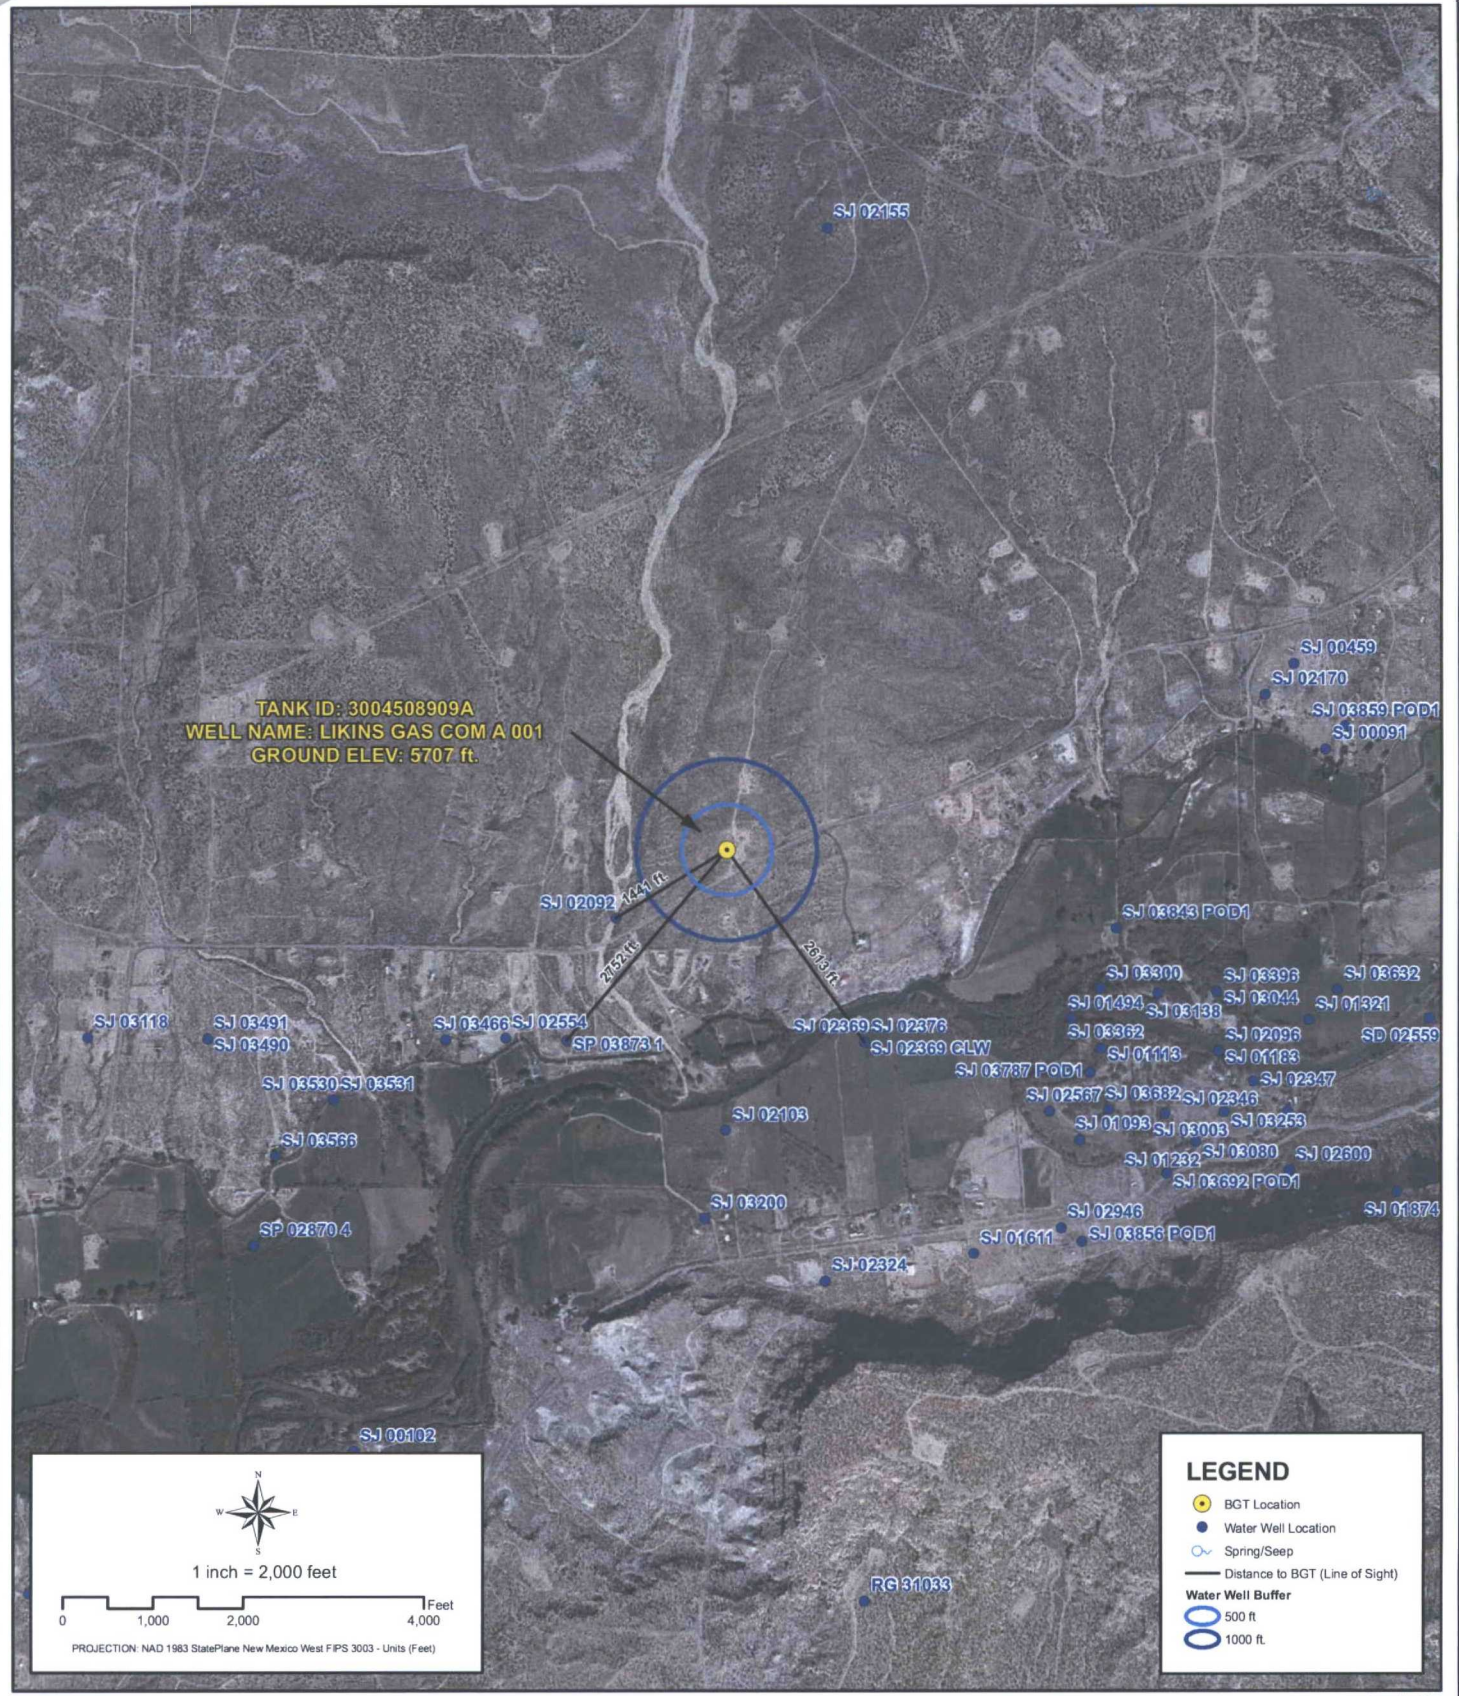 SJ 02155
SJ 00459
SJ 02170
TANK ID: 3004508909A
WELL NAME: LIKINS GAS COM A 001
GROUND ELEV: 5707 ft.
SJ 03859 POD1
SJ 00091
1441 ft.
SJ 02092
SJ 03843 POD1
2752 ft.
2613 ft.
SJ 03300
SJ 03396
SJ 03632
SJ 01494
SJ 03138
SJ 03044
SJ 01321
SJ 03118
SJ 03491
SJ 03490
SJ 03466
SJ 02554
SP 03873 1
SJ 02369
SJ 02376
SJ 02369 CLW
SJ 03362
SJ 01113
SJ 02096
SJ 01183
SD 02559
SJ 03787 POD1
SJ 02347
SJ 03530
SJ 03531
SJ 02567
SJ 03682
SJ 02346
SJ 02103
SJ 01093
SJ 03003
SJ 03253
SJ 03566
SJ 01232
SJ 03080
SJ 02600
SJ 03692 POD1
SJ 03200
SJ 02946
SJ 01874
SP 02870 4
SJ 01611
SJ 03856 POD1
SJ 02324
SJ 00102
RG 31033
N
W
E
S
1 inch = 2,000 feet
Feet
0 1,000 2,000 4,000
PROJECTION: NAD 1983 StatePlane New Mexico West FIPS 3003 - Units (Feet)
LEGEND
BGT Location
Water Well Location
Spring/Seep
Distance to BGT (Line of Sight)
Water Well Buffer
500 ft
1000 ft.